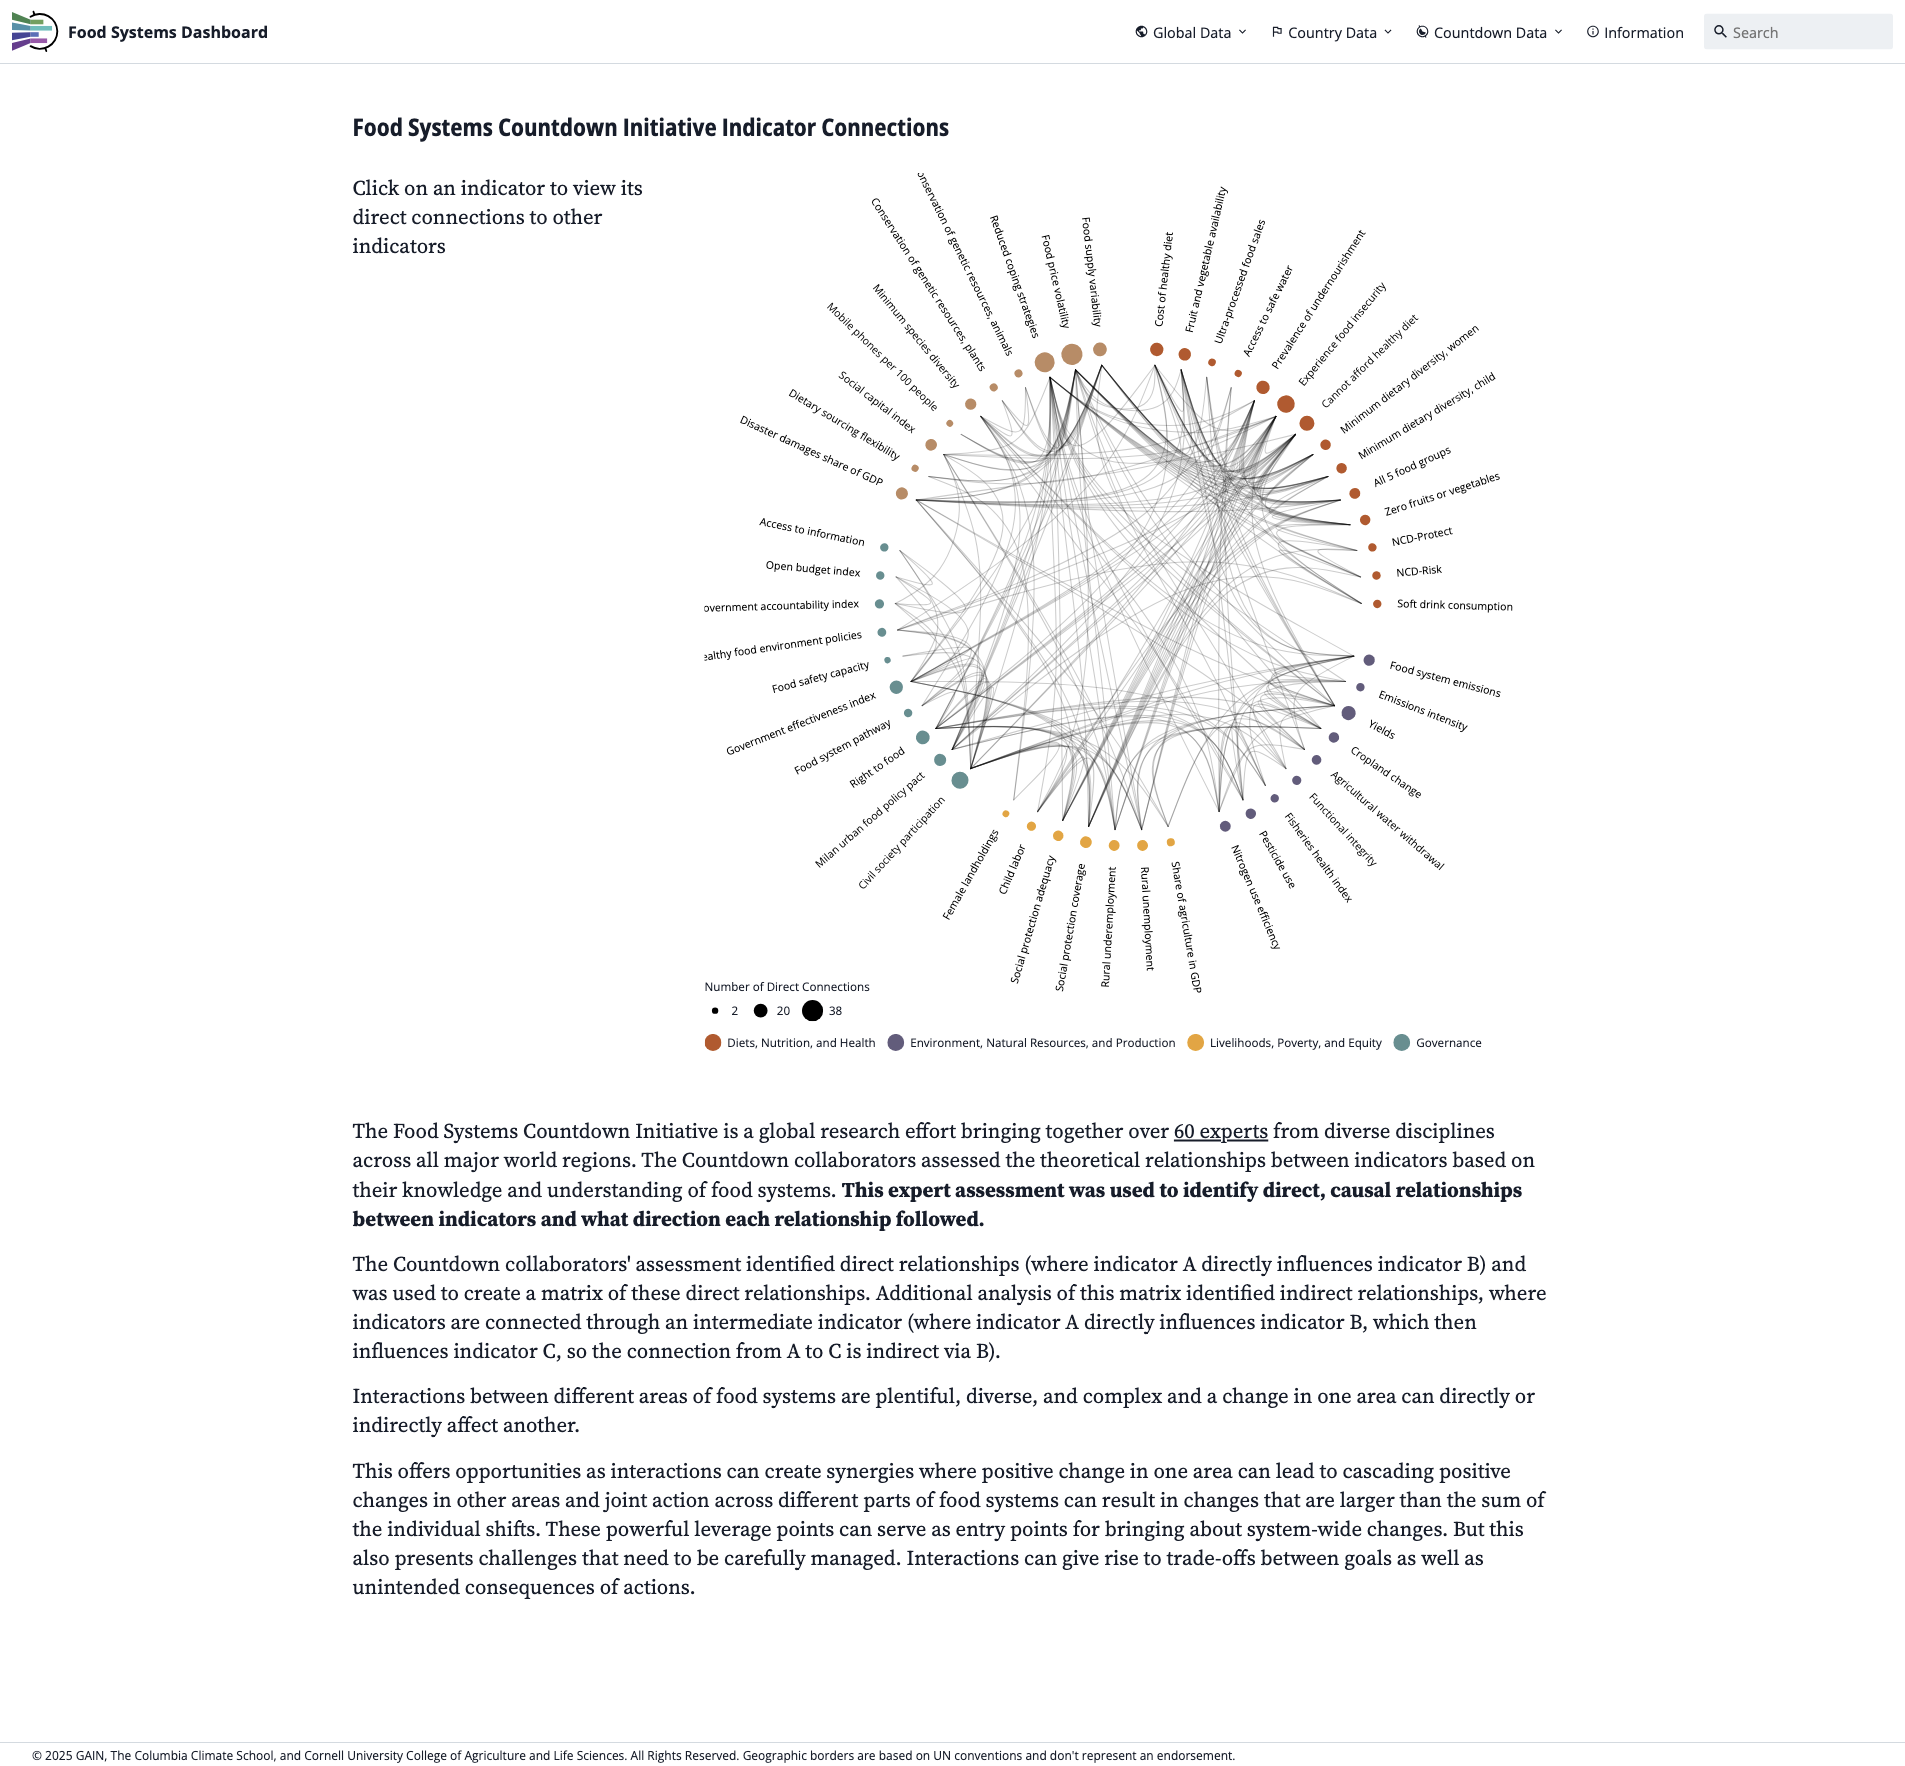 Food Systems Dashboard
Global Data
Country Data
Countdown Data
Information
Search
Food Systems Countdown Initiative Indicator Connections
Click on an indicator to view its
direct connections to other
indicators
Cost of healthy diet
Fruit and vegetable availability
Ultra-processed food sales
Access to safe water
Prevalence of undernourishment
Experience food insecurity
Cannot afford healthy diet
Minimum dietary diversity, women
Minimum dietary diversity, child
All 5 food groups
Zero fruits or vegetables
NCD-Protect
NCD-Risk
Soft drink consumption
Food system emissions
Emissions intensity
Yields
Cropland change
Agricultural water withdrawal
Functional integrity
Fisheries health index
Pesticide use
Nitrogen use efficiency
Share of agriculture in GDP
Rural unemployment
Rural underemployment
Social protection coverage
Social protection adequacy
Child labor
Female landholdings
Civil society participation
Milan urban food policy pact
Right to food
Food system pathway
Government effectiveness index
Food safety capacity
ealthy food environment policies
overnment accountability index
Open budget index
Access to information
Disaster damages share of GDP
Dietary sourcing flexibility
Social capital index
Mobile phones per 100 people
Minimum species diversity
Conservation of genetic resources, plants
onservation of genetic resources, animals
Reduced coping strategies
Food price volatility
Food supply variability
Number of Direct Connections
2 20 38
Diets, Nutrition, and Health Environment, Natural Resources, and Production Livelihoods, Poverty, and Equity Governance
The Food Systems Countdown Initiative is a global research effort bringing together over 60 experts from diverse disciplines
across all major world regions. The Countdown collaborators assessed the theoretical relationships between indicators based on
their knowledge and understanding of food systems. This expert assessment was used to identify direct, causal relationships
between indicators and what direction each relationship followed.
The Countdown collaborators' assessment identified direct relationships (where indicator A directly influences indicator B) and
was used to create a matrix of these direct relationships. Additional analysis of this matrix identified indirect relationships, where
indicators are connected through an intermediate indicator (where indicator A directly influences indicator B, which then
influences indicator C, so the connection from A to C is indirect via B).
Interactions between different areas of food systems are plentiful, diverse, and complex and a change in one area can directly or
indirectly affect another.
This offers opportunities as interactions can create synergies where positive change in one area can lead to cascading positive
changes in other areas and joint action across different parts of food systems can result in changes that are larger than the sum of
the individual shifts. These powerful leverage points can serve as entry points for bringing about system-wide changes. But this
also presents challenges that need to be carefully managed. Interactions can give rise to trade-offs between goals as well as
unintended consequences of actions.
© 2025 GAIN, The Columbia Climate School, and Cornell University College of Agriculture and Life Sciences. All Rights Reserved. Geographic borders are based on UN conventions and don't represent an endorsement.